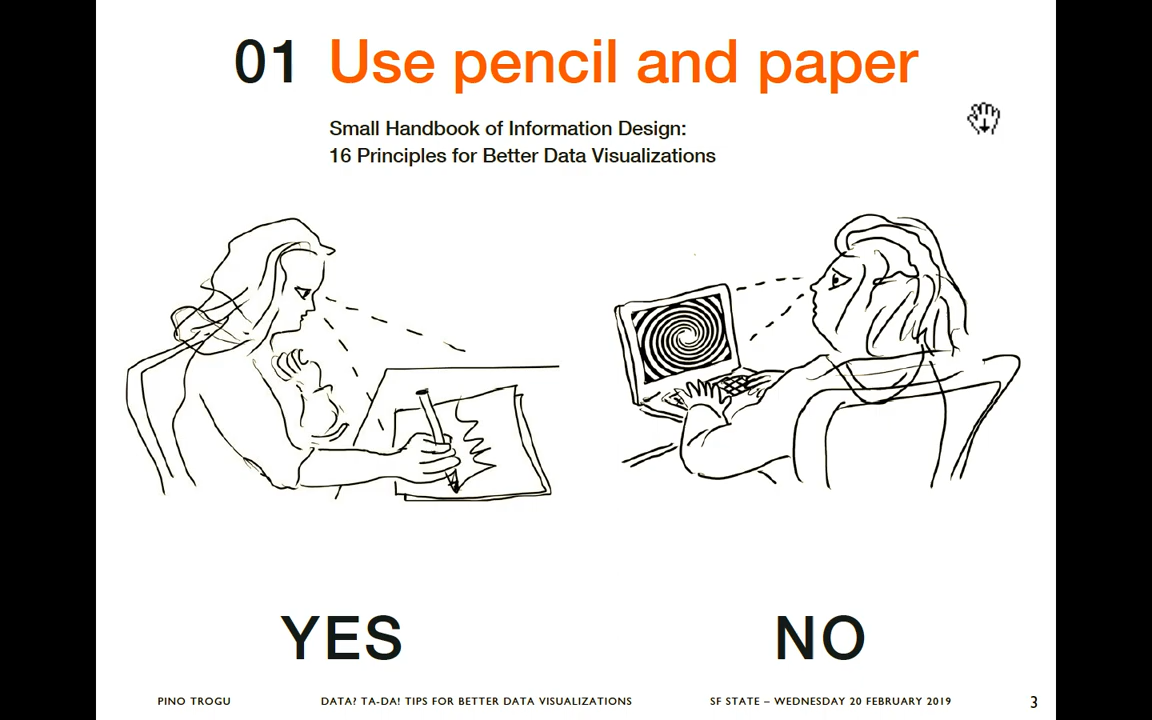 01 Use pencil and paper
Small Handbook of Information Design:
16 Principles for Better Data Visualizations
YES
NO
PINO TROGU
DATA? TA-DA! TIPS FOR BETTER DATA VISUALIZATIONS
SF STATE – WEDNESDAY 20 FEBRUARY 2019
3